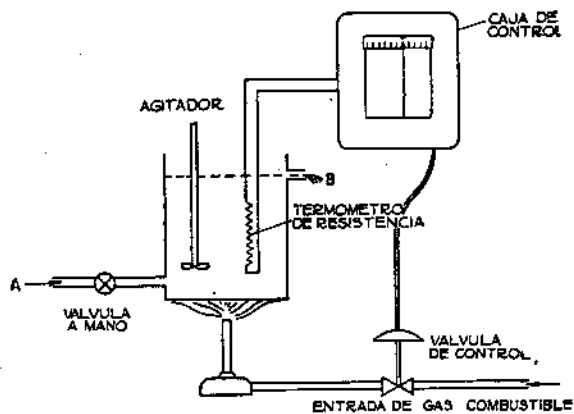 CAJA DE
CONTROL
AGITADOR
B
TERMOMETRO
DE RESISTENCIA
A
VALVULA
A MANO
VALVULA
DE CONTROL.
ENTRADA DE GAS COMBUSTIBLE